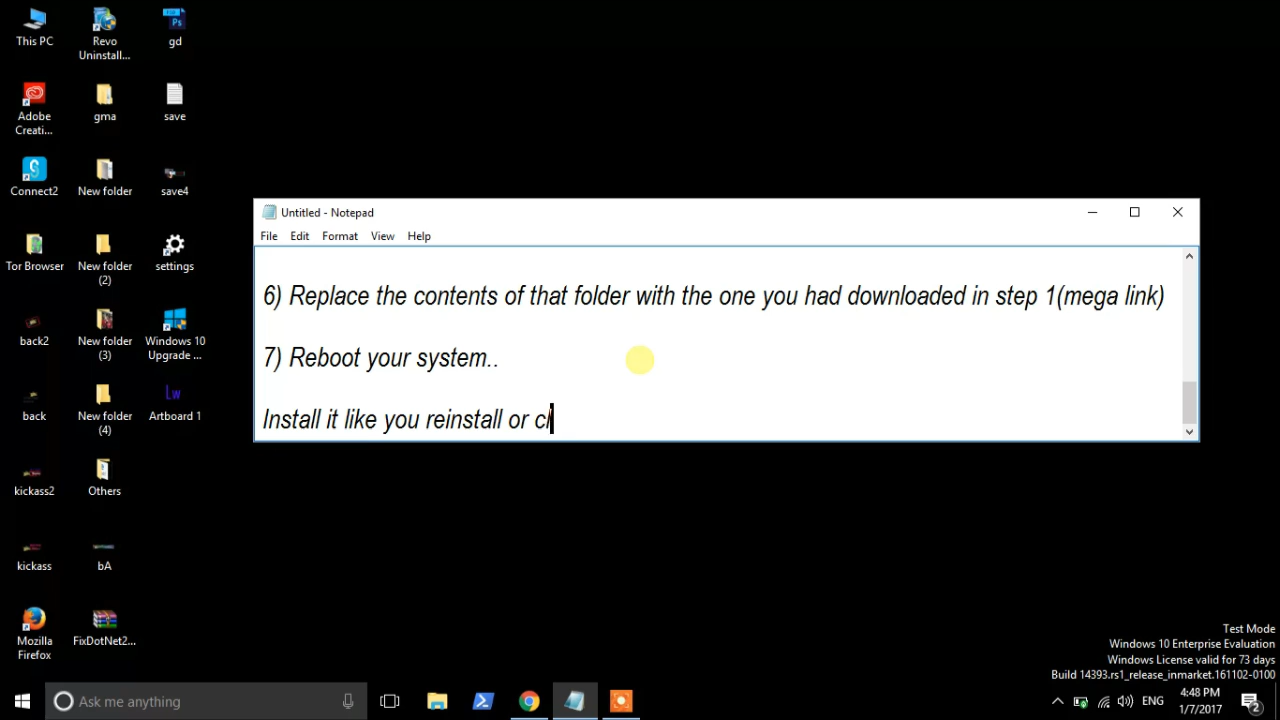 This PC
Revo
Uninstall...
gd
Adobe
Creati...
gma
save
Connect2
New folder
save4
Tor Browser
New folder
(2)
settings
back2
New folder
(3)
Windows 10
Upgrade ...
back
New folder
(4)
Lw
Artboard 1
kickass2
Others
kickass
bA
Mozilla
Firefox
FixDotNet2...
Ps
Untitled - Notepad
File Edit Format View Help
6) Replace the contents of that folder with the one you had downloaded in step 1(mega link)
7) Reboot your system..
Install it like you reinstall or cl
Test Mode
Windows 10 Enterprise Evaluation
Windows License valid for 73 days
Build 14393.rs1_release_inmarket.161102-0100
Ask me anything
ENG
4:48 PM
1/7/2017
2